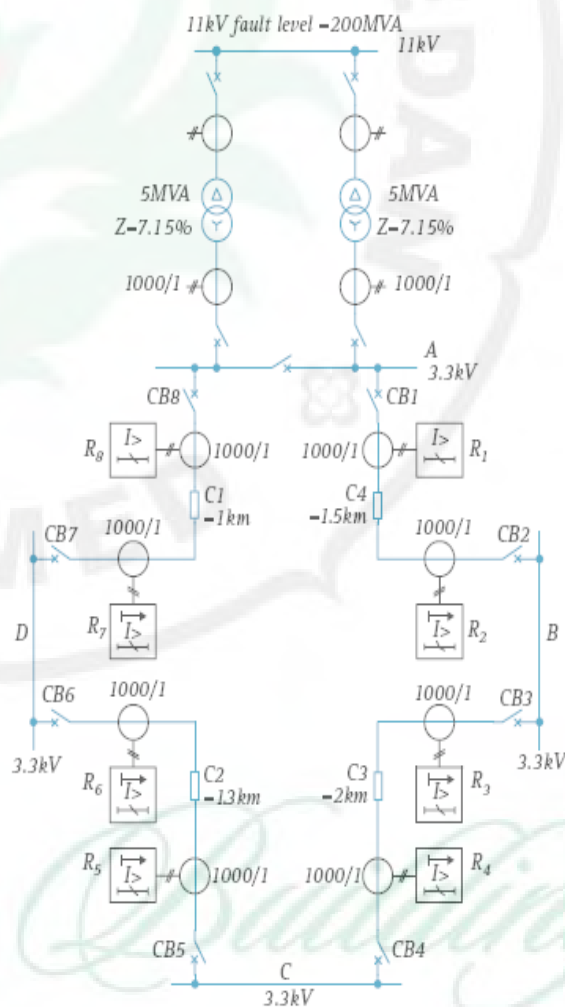 11kV fault level -200MVA
11kV
5MVA
5MVA
Z-7.15%
Z-7.15%
1000/1
1000/1
A
3.3kV
CB8
CB1
R8
I>
1000/1
1000/1
I>
R1
C1
-1km
C4
-1.5km
CB7
1000/1
1000/1
CB2
D
R7
I>
I>
R2
B
CB6
1000/1
1000/1
CB3
3.3kV
R6
I>
C2
-1.3km
C3
-2km
I>
R3
3.3kV
R5
I>
1000/1
1000/1
I>
R4
CB5
CB4
C
3.3kV